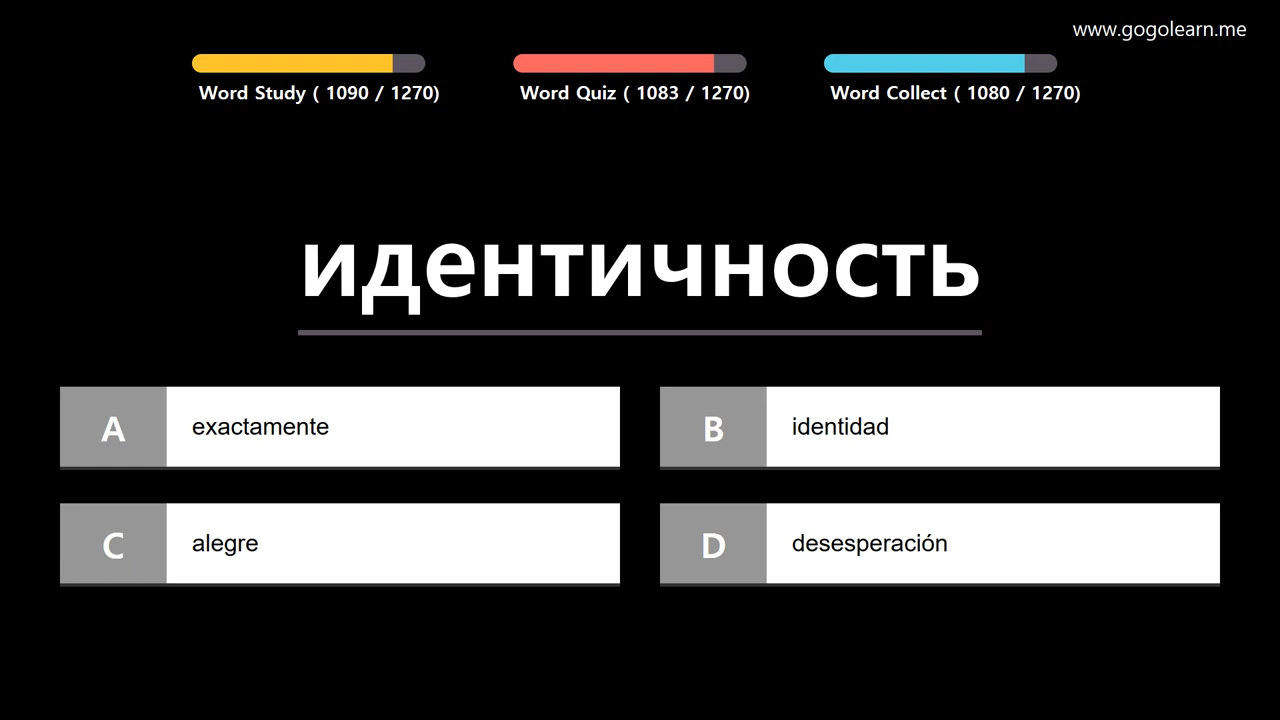 www.gogolearn.me
Word Study ( 1090 / 1270)
Word Quiz ( 1083 / 1270)
Word Collect ( 1080 / 1270)
идентичность
A exactamente
B identidad
C alegre
D desesperación